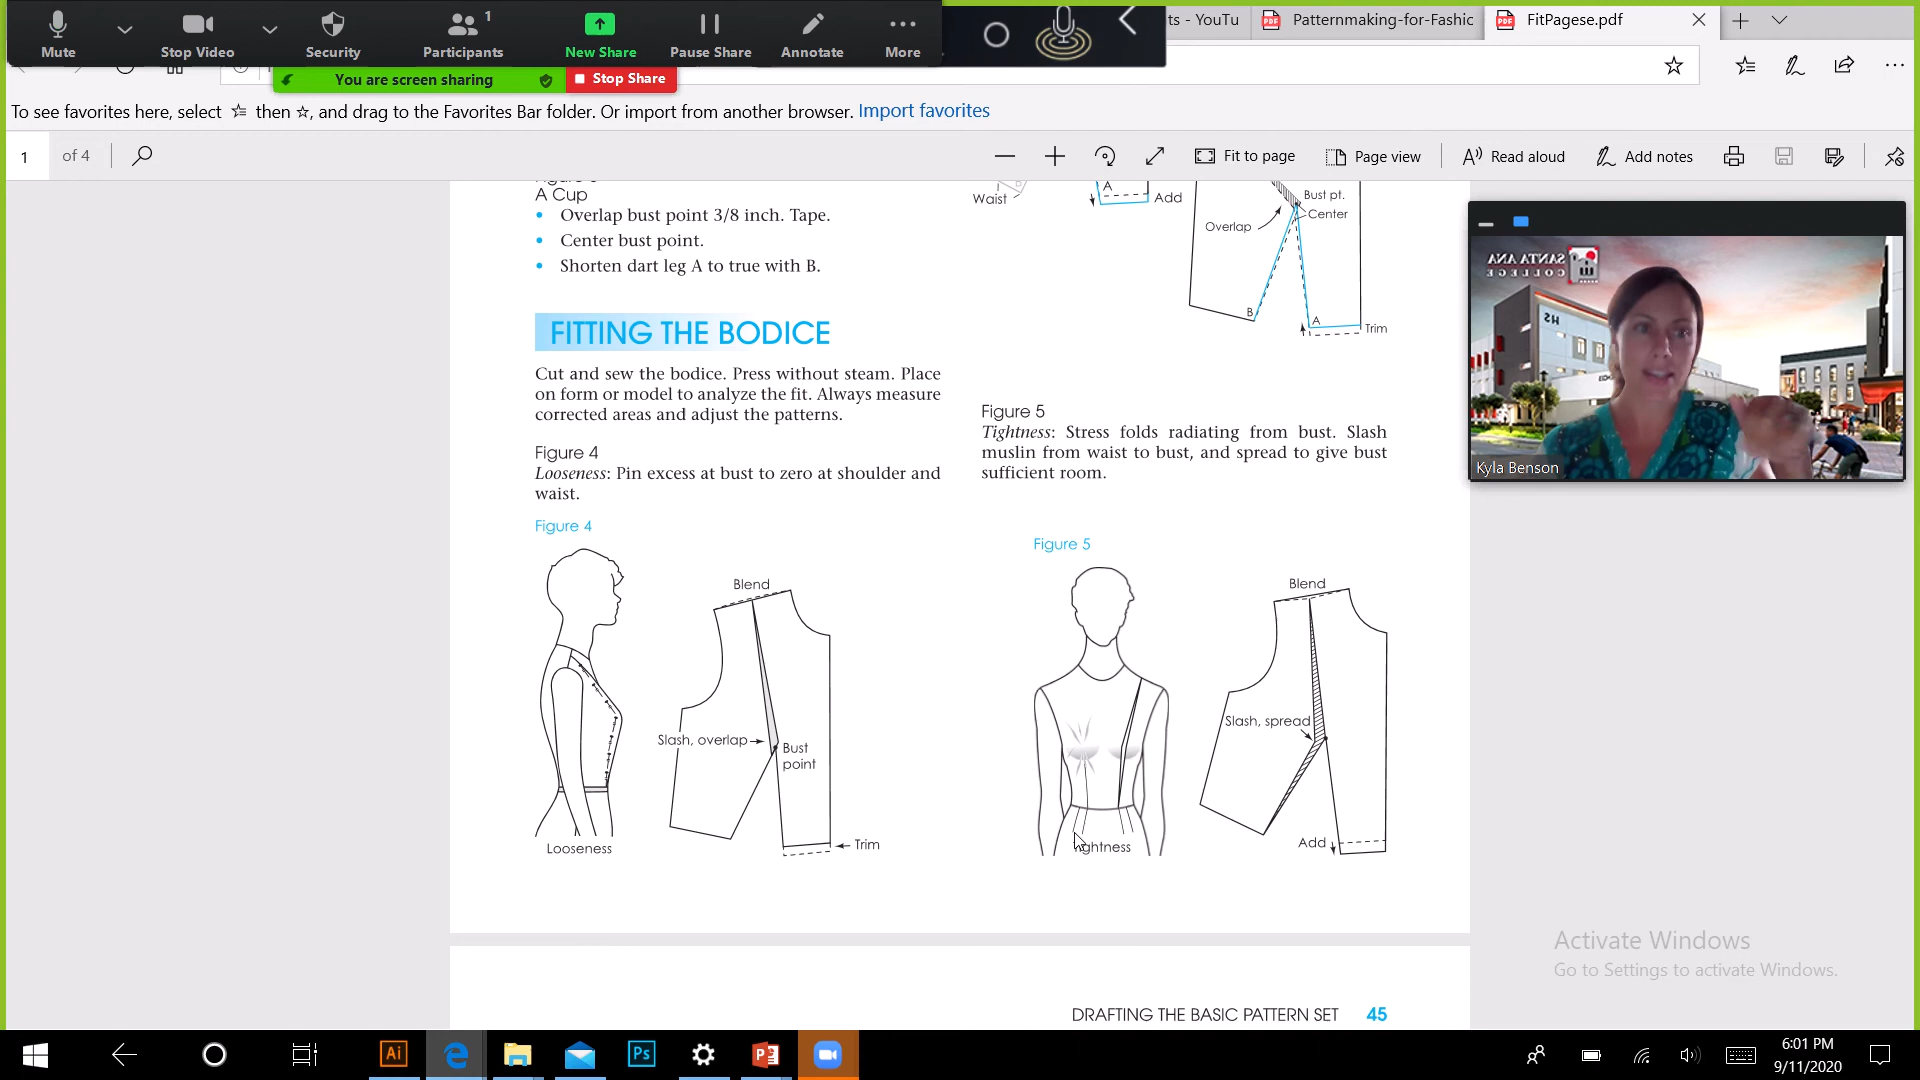 Mute
Stop Video
Security
Participants
1
New Share
Pause Share
Annotate
More
ts - YouTu
Patternmaking-for-Fashic
FitPagese.pdf
You are screen sharing
Stop Share
To see favorites here, select then ☆, and drag to the Favorites Bar folder. Or import from another browser. Import favorites
1 of 4
Fit to page
Page view
Read aloud
Add notes
A Cup
• Overlap bust point 3/8 inch. Tape.
• Center bust point.
• Shorten dart leg A to true with B.
Waist
A
Add
Bust pt.
Center
Overlap
B
A
Trim
FITTING THE BODICE
Cut and sew the bodice. Press without steam. Place
on form or model to analyze the fit. Always measure
corrected areas and adjust the patterns.
Figure 4
Looseness: Pin excess at bust to zero at shoulder and
waist.
Figure 4
Blend
Slash, overlap
Bust
point
Looseness
Trim
Figure 5
Tightness: Stress folds radiating from bust. Slash
muslin from waist to bust, and spread to give bust
sufficient room.
Figure 5
Blend
Slash, spread
Add
ghtness
SANTA ANA
COLLEGE
SH
Kyla Benson
Activate Windows
Go to Settings to activate Windows.
DRAFTING THE BASIC PATTERN SET 45
Ai
Ps
6:01 PM
9/11/2020